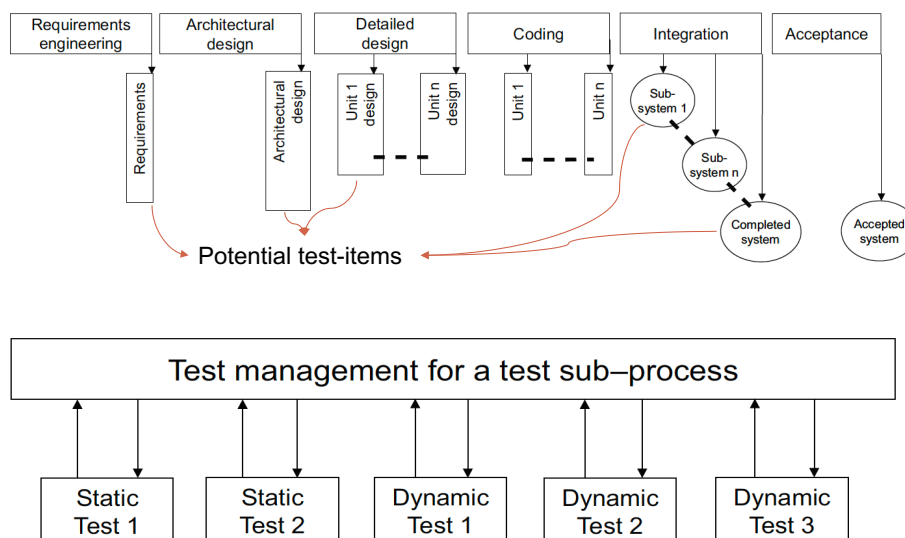 Requirements
engineering
Architectural
design
Detailed
design
Coding
Integration
Acceptance
Requirements
Architectural
design
Unit 1
design
Unit n
design
Unit 1
Unit n
Sub-
system 1
Sub-
system n
Completed
system
Accepted
system
Potential test-items
Test management for a test sub–process
Static
Test 1
Static
Test 2
Dynamic
Test 1
Dynamic
Test 2
Dynamic
Test 3